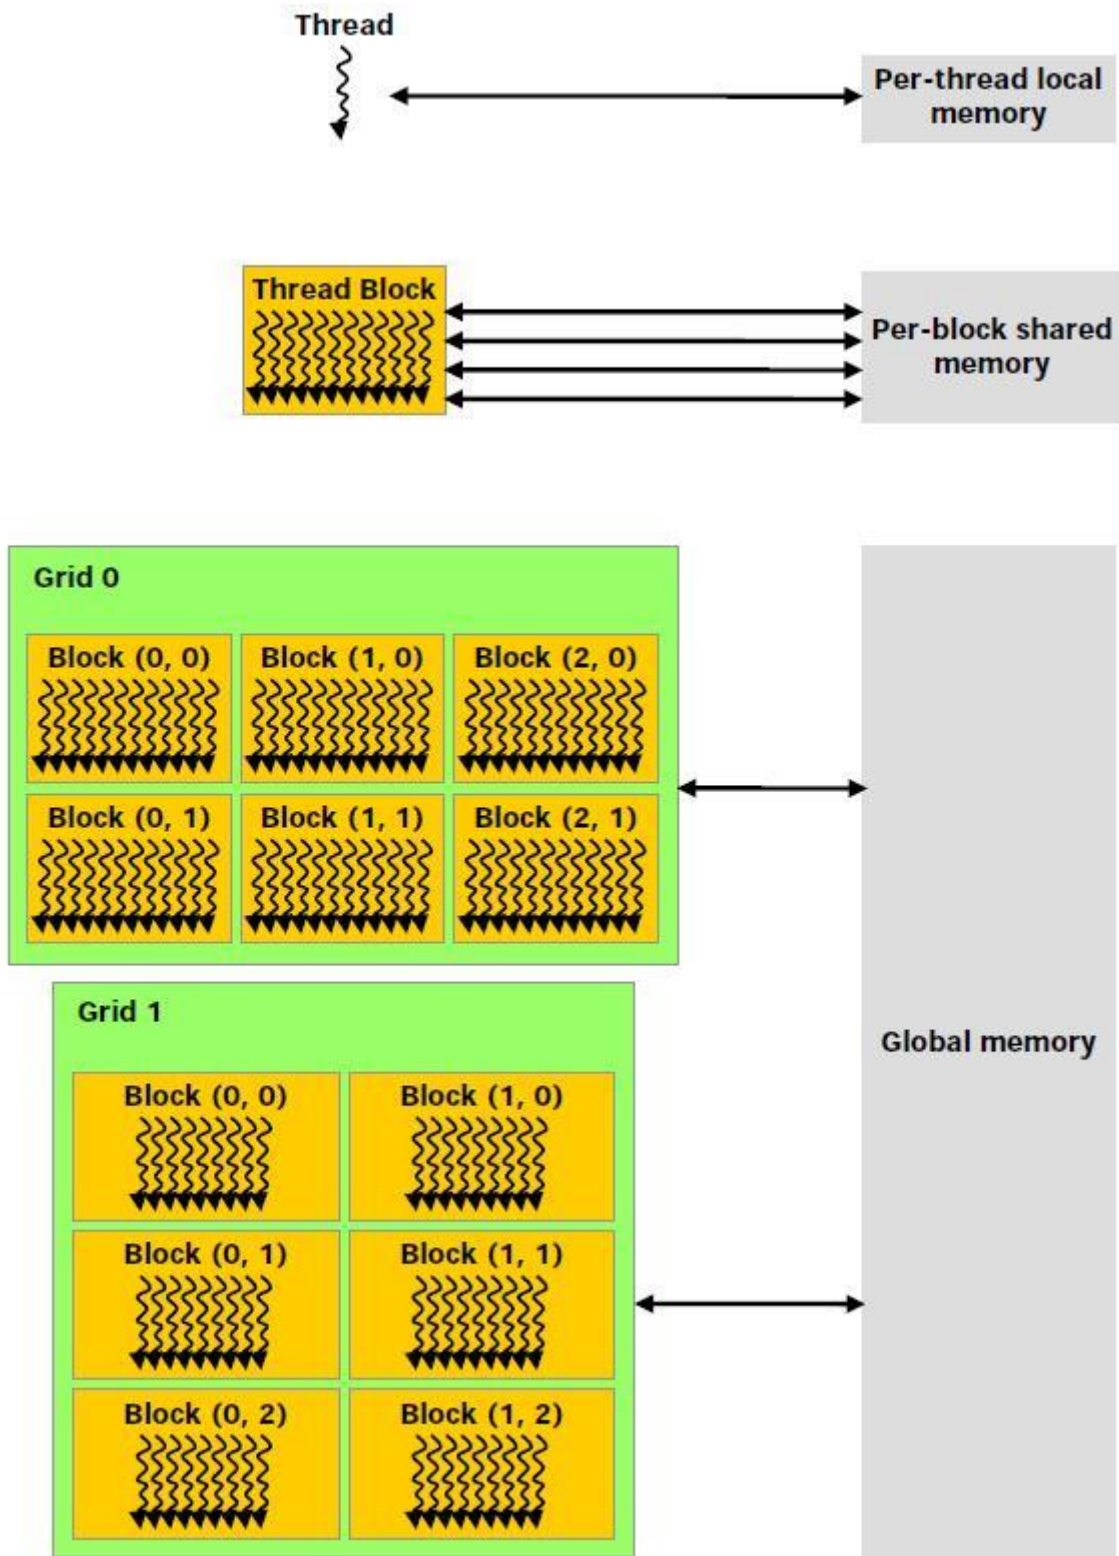 Thread
Per-thread local
memory
Thread Block
Per-block shared
memory
Grid 0
Block (0, 0)
Block (1, 0)
Block (2, 0)
Block (0, 1)
Block (1, 1)
Block (2, 1)
Grid 1
Global memory
Block (0, 0)
Block (1, 0)
Block (0, 1)
Block (1, 1)
Block (0, 2)
Block (1, 2)